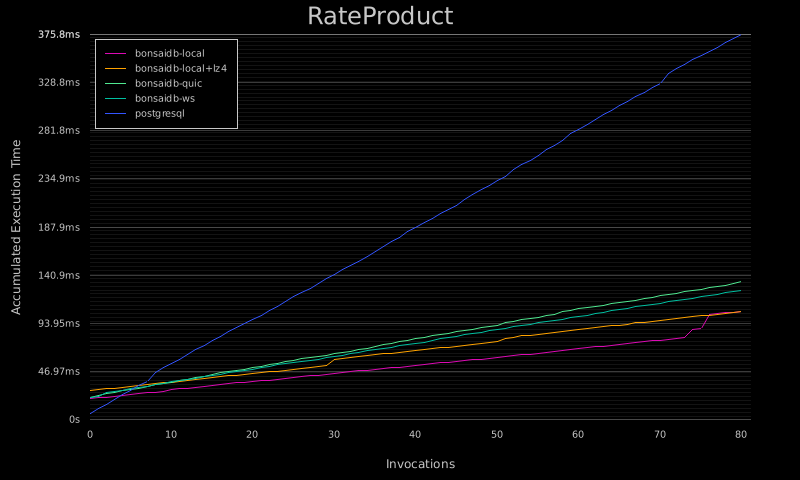 RateProduct
375.8ms
328.8ms
281.8ms
234.9ms
187.9ms
140.9ms
93.95ms
46.97ms
0s
Accumulated Execution Time
bonsaidb-local
bonsaidb-local+lz4
bonsaidb-quic
bonsaidb-ws
postgresql
0 10 20 30 40 50 60 70 80
Invocations